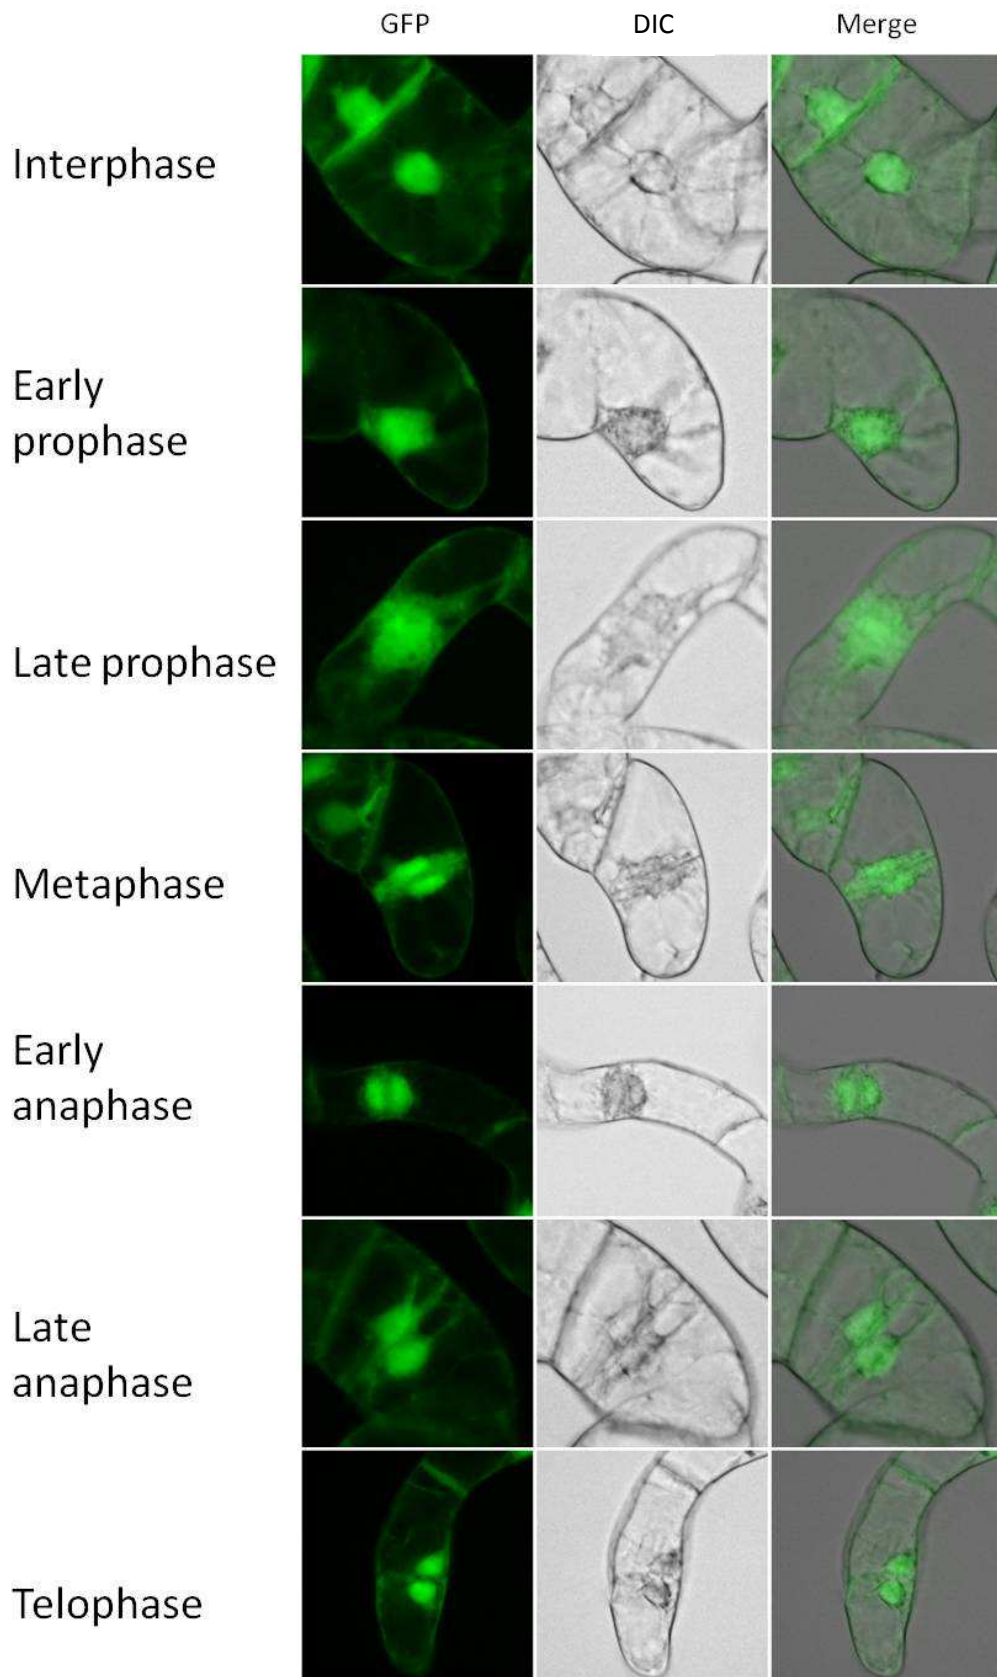 GFP DIC Merge
Interphase
Early
prophase
Late prophase
Metaphase
Early
anaphase
Late
anaphase
Telophase